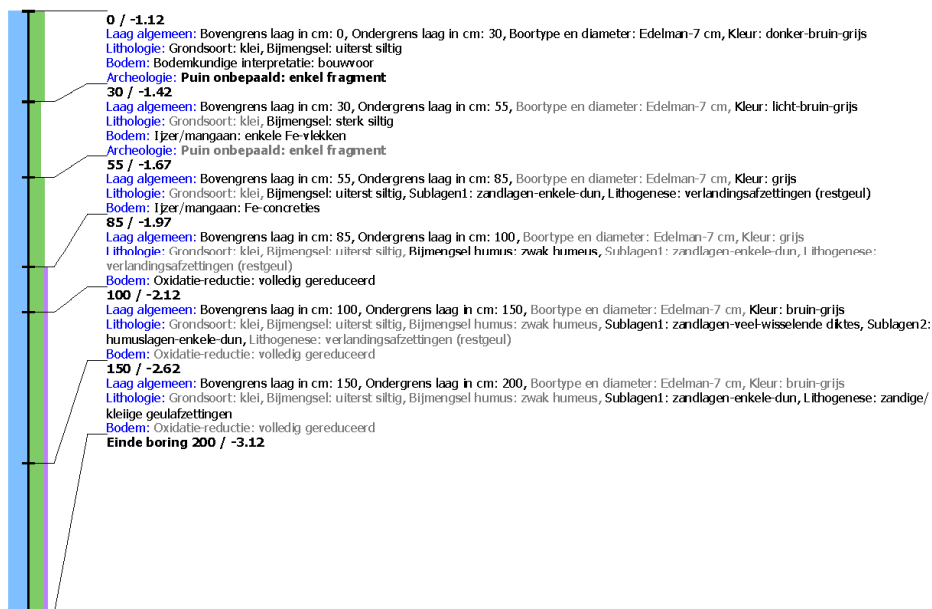 0 / -1.12
Laag algemeen: Bovengrens laag in cm: 0, Ondergrens laag in cm: 30, Boortype en diameter: Edelman-7 cm, Kleur: donker-bruin-grijs
Lithologie: Grondsoort: klei, Bijmengsel: uiterst siltig
Bodem: Bodemkundige interpretatie: bouwvoor
Archeologie: Puin onbepaald: enkel fragment
30 / -1.42
Laag algemeen: Bovengrens laag in cm: 30, Ondergrens laag in cm: 55, Boortype en diameter: Edelman-7 cm, Kleur: licht-bruin-grijs
Lithologie: Grondsoort: klei, Bijmengsel: sterk siltig
Bodem: Ijzer/mangaan: enkele Fe-vlekken
Archeologie: Puin onbepaald: enkel fragment
55 / -1.67
Laag algemeen: Bovengrens laag in cm: 55, Ondergrens laag in cm: 85, Boortype en diameter: Edelman-7 cm, Kleur: grijs
Lithologie: Grondsoort: klei, Bijmengsel: uiterst siltig, Sublagen1: zandlagen-enkele-dun, Lithogenese: verlandingsafzettingen (restgeul)
Bodem: Ijzer/mangaan: Fe-concreties
85 / -1.97
Laag algemeen: Bovengrens laag in cm: 85, Ondergrens laag in cm: 100, Boortype en diameter: Edelman-7 cm, Kleur: grijs
Lithologie: Grondsoort: klei, Bijmengsel: uiterst siltig, Bijmengsel humus: zwak humeus, Sublagen1: zandlagen-enkele-dun, Lithogenese:
verlandingsafzettingen (restgeul)
Bodem: Oxidatie-reductie: volledig gereduceerd
100 / -2.12
Laag algemeen: Bovengrens laag in cm: 100, Ondergrens laag in cm: 150, Boortype en diameter: Edelman-7 cm, Kleur: bruin-grijs
Lithologie: Grondsoort: klei, Bijmengsel: uiterst siltig, Bijmengsel humus: zwak humeus, Sublagen1: zandlagen-veel-wisselende diktes, Sublagen2:
humuslagen-enkele-dun, Lithogenese: verlandingsafzettingen (restgeul)
Bodem: Oxidatie-reductie: volledig gereduceerd
150 / -2.62
Laag algemeen: Bovengrens laag in cm: 150, Ondergrens laag in cm: 200, Boortype en diameter: Edelman-7 cm, Kleur: bruin-grijs
Lithologie: Grondsoort: klei, Bijmengsel: uiterst siltig, Bijmengsel humus: zwak humeus, Sublagen1: zandlagen-enkele-dun, Lithogenese: zandige/
kleiige geulafzettingen
Bodem: Oxidatie-reductie: volledig gereduceerd
Einde boring 200 / -3.12